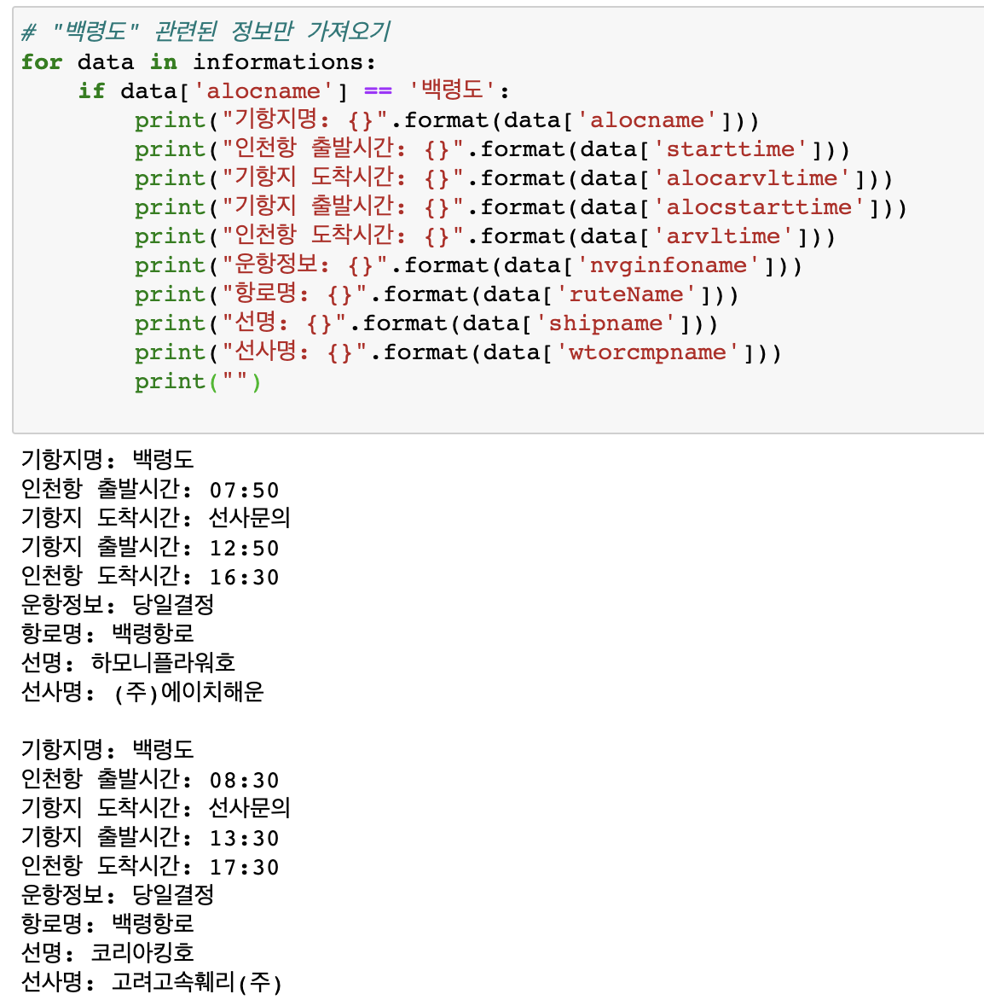 # "백령도" 관련된 정보만 가져오기
for data in informations:
    if data['alocname'] == '백령도':
        print("기항지명: {}".format(data['alocname']))
        print("인천항 출발시간: {}".format(data['starttime']))
        print("기항지 도착시간: {}".format(data['alocarvltime']))
        print("기항지 출발시간: {}".format(data['alocstarttime']))
        print("인천항 도착시간: {}".format(data['arvltime']))
        print("운항정보: {}".format(data['nvginfoname']))
        print("항로명: {}".format(data['ruteName']))
        print("선명: {}".format(data['shipname']))
        print("선사명: {}".format(data['wtorcmpname']))
        print("")
기항지명: 백령도
인천항 출발시간: 07:50
기항지 도착시간: 선사문의
기항지 출발시간: 12:50
인천항 도착시간: 16:30
운항정보: 당일결정
항로명: 백령항로
선명: 하모니플라워호
선사명: (주)에이치해운
기항지명: 백령도
인천항 출발시간: 08:30
기항지 도착시간: 선사문의
기항지 출발시간: 13:30
인천항 도착시간: 17:30
운항정보: 당일결정
항로명: 백령항로
선명: 코리아킹호
선사명: 고려고속훼리(주)